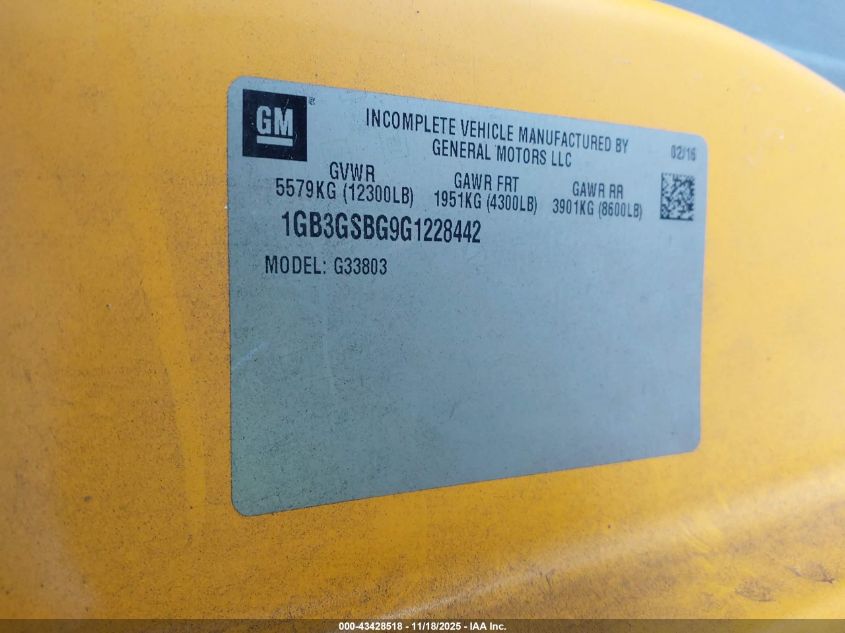 GM ®
INCOMPLETE VEHICLE MANUFACTURED BY
GENERAL MOTORS LLC
02/16
GVWR
5579KG (12300LB)
GAWR FRT
1951KG (4300LB)
GAWR RR
3901KG (8600LB)
1GB3GSBG9G1228442
MODEL: G33803
000-43428518 - 11/18/2025 - IAA Inc.